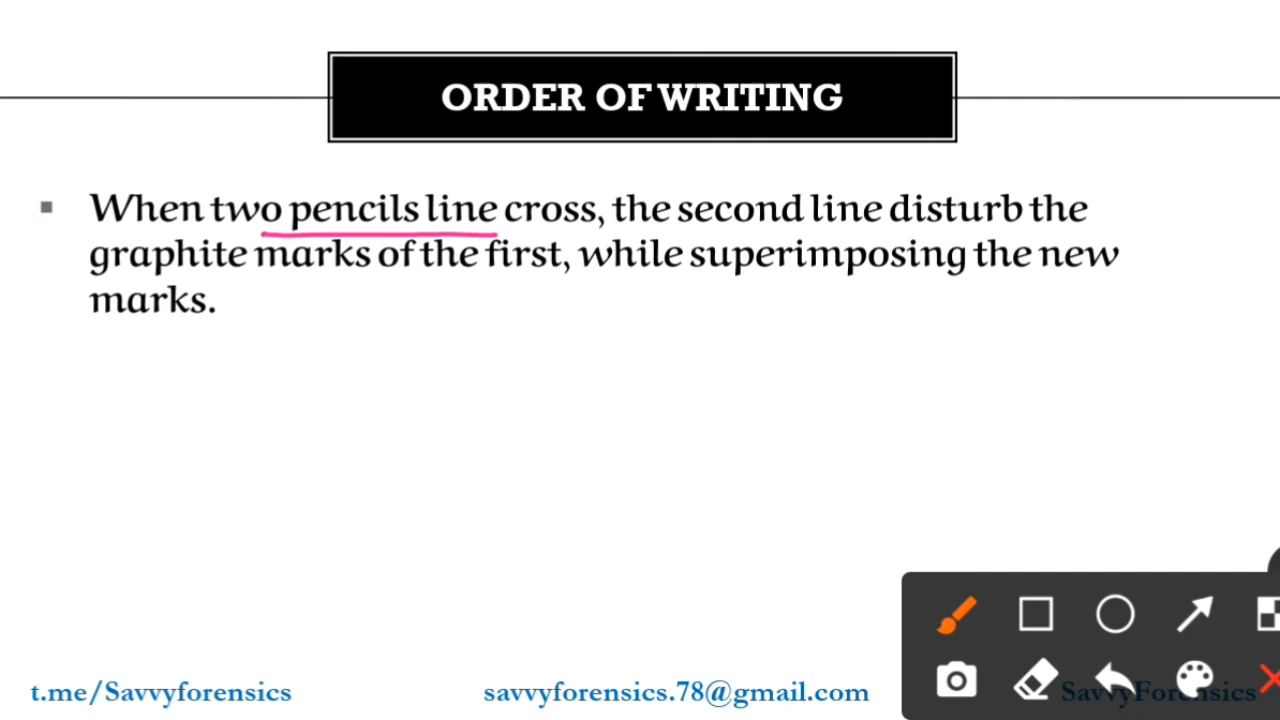 ORDER OF WRITING
When two pencils line cross, the second line disturb the
graphite marks of the first, while superimposing the new
marks.
t.me/Savvyforensics
savvyforensics.78@gmail.com
SavvyForensics